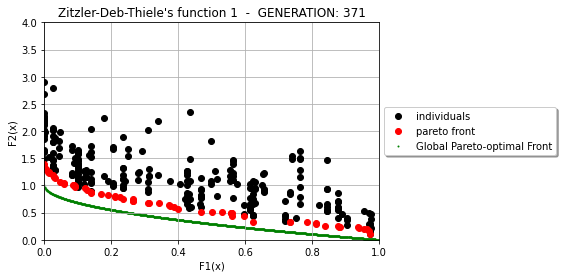 Zitzler-Deb-Thiele's function 1  -  GENERATION: 371
F2(x)
4.0
3.5
3.0
2.5
2.0
1.5
1.0
0.5
0.0
0.0 0.2 0.4 0.6 0.8 1.0
F1(x)
individuals
pareto front
Global Pareto-optimal Front